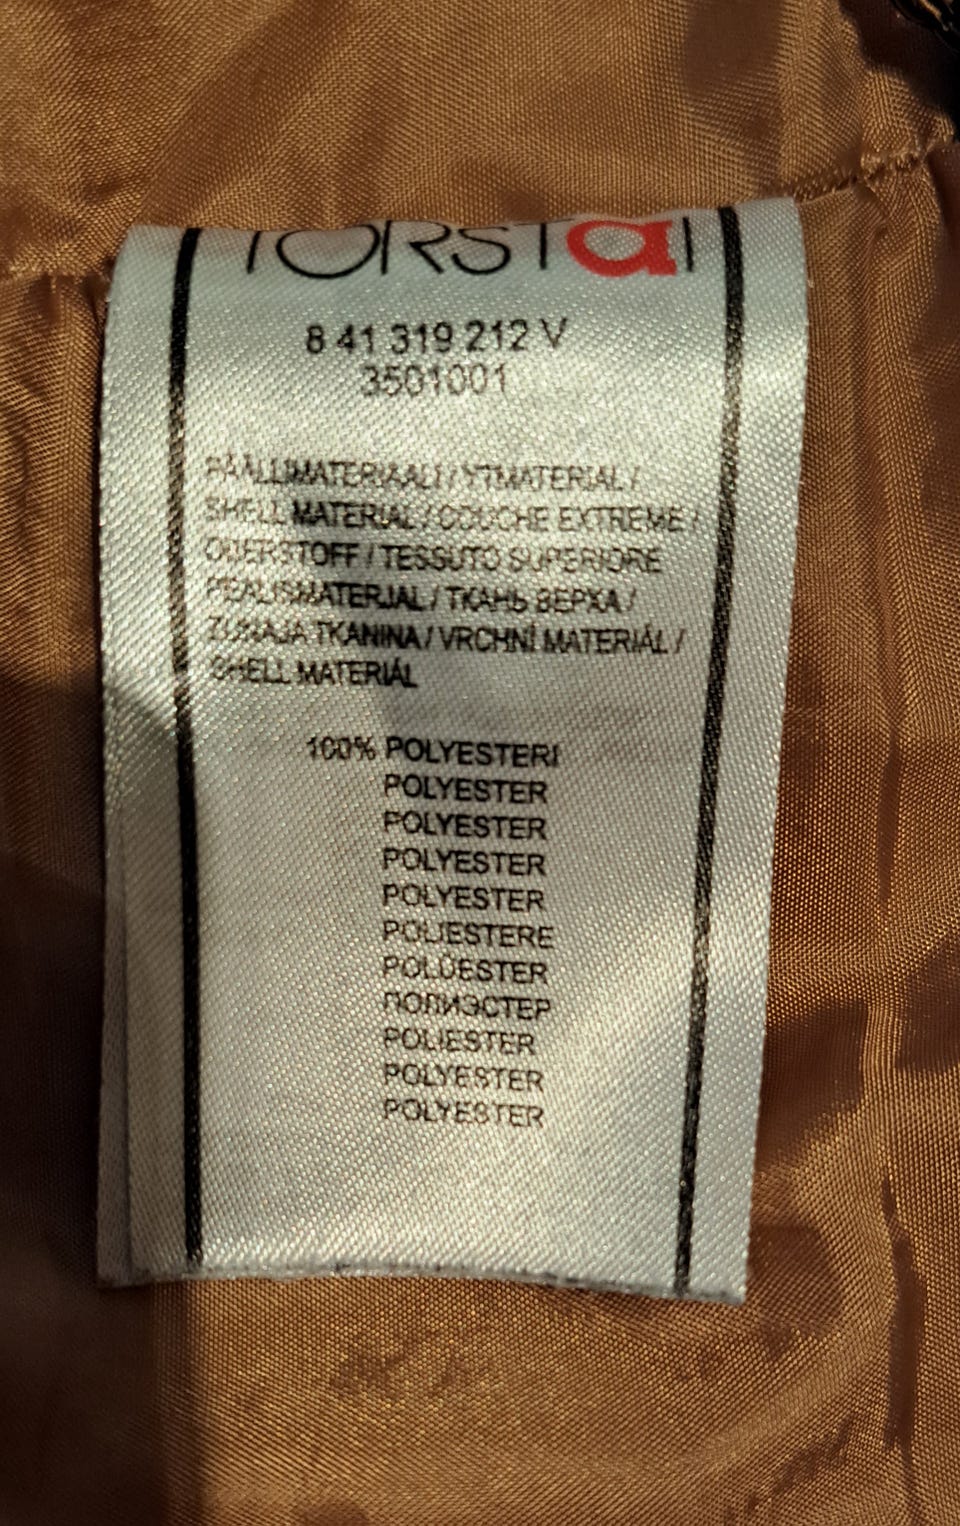 TORSTAI
8 41 319 212 V
3501001
PÄÄLLIMATERIAALI / YTMATERIAL /
SHELL MATERIAL / COUCHE EXTREME /
OBERSTOFF / TESSUTO SUPERIORE
PEALISMATERJAL / ТКАНЬ ВЕРХА /
ZUNAJA TKANINA / VRCHNÍ MATERIÁL /
SHELL MATERIÁL
100% POLYESTERI
POLYESTER
POLYESTER
POLYESTER
POLYESTER
POLIESTERE
POLÜESTER
ПОЛИЭСТЕР
POLIESTER
POLYESTER
POLYESTER